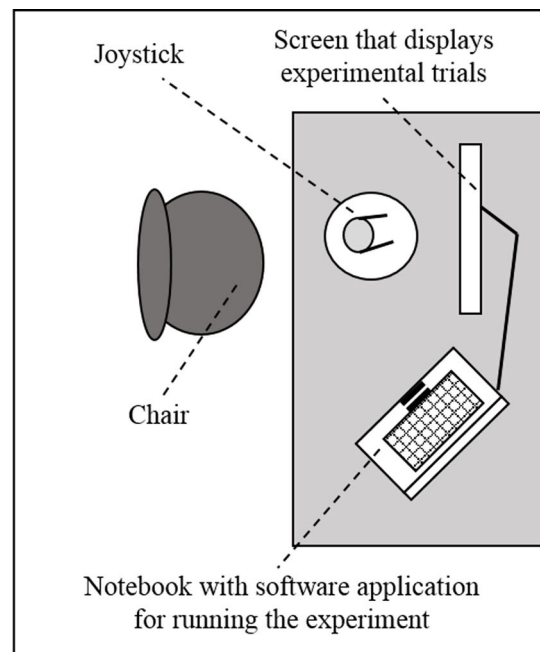 Joystick
Screen that displays
experimental trials
Chair
Notebook with software application
for running the experiment